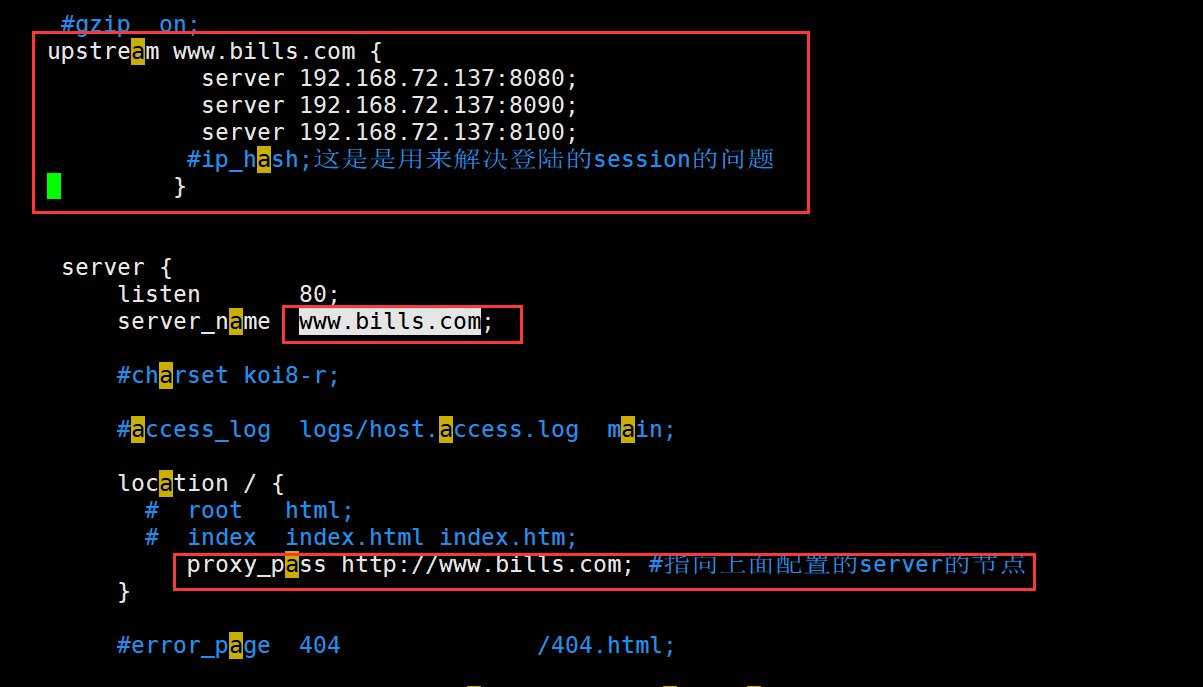 #gzip  on;
upstream www.bills.com {
server 192.168.72.137:8080;
server 192.168.72.137:8090;
server 192.168.72.137:8100;
#ip_hash;这是是用来解决登陆的session的问题
}
server {
listen       80;
server_name  www.bills.com;
#charset koi8-r;
#access_log  logs/host.access.log  main;
location / {
#  root   html;
#  index  index.html index.htm;
proxy_pass http://www.bills.com; #指向上面配置的server的节点
}
#error_page  404              /404.html;